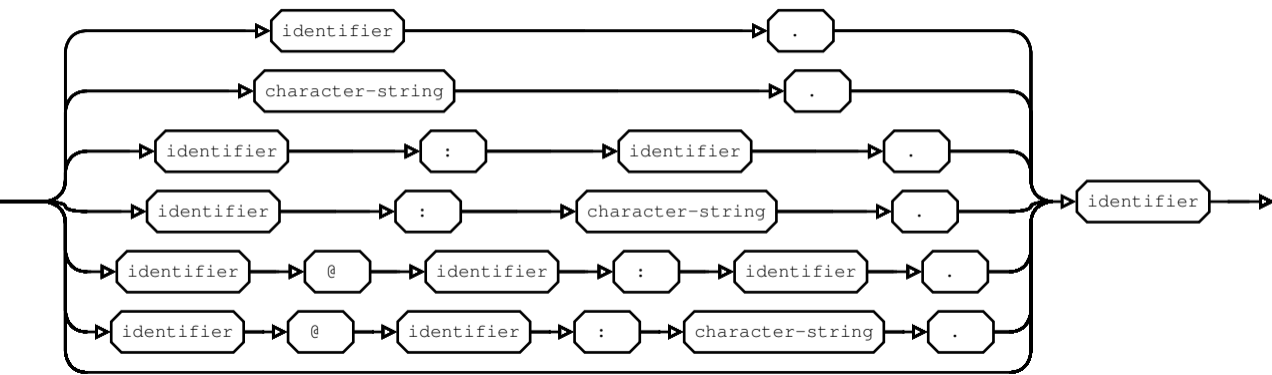 identifier .
character-string .
identifier : identifier .
identifier : character-string . identifier
identifier @ identifier : identifier .
identifier @ identifier : character-string .